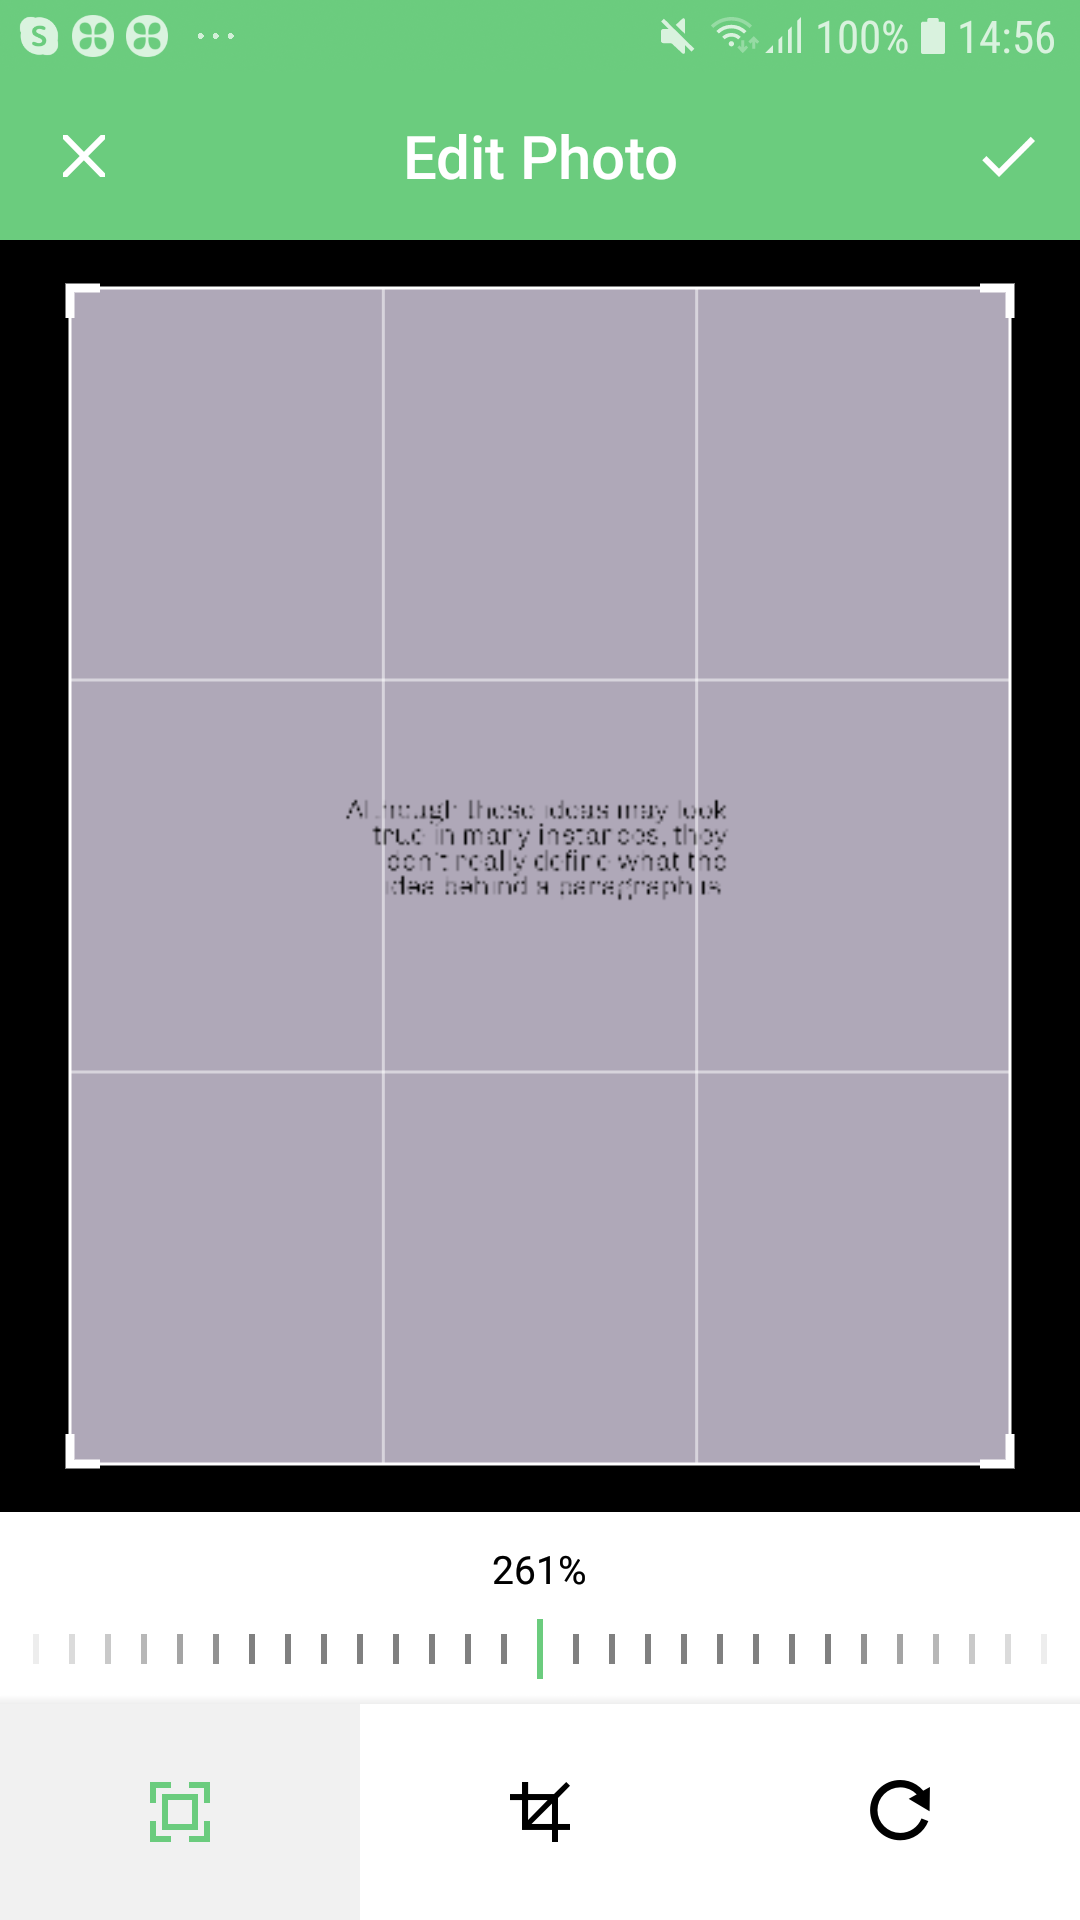 100% 14:56
Edit Photo
Although these ideas may look
true in many instances, they
don't really define what the
idea behind a paragraph is.
261%